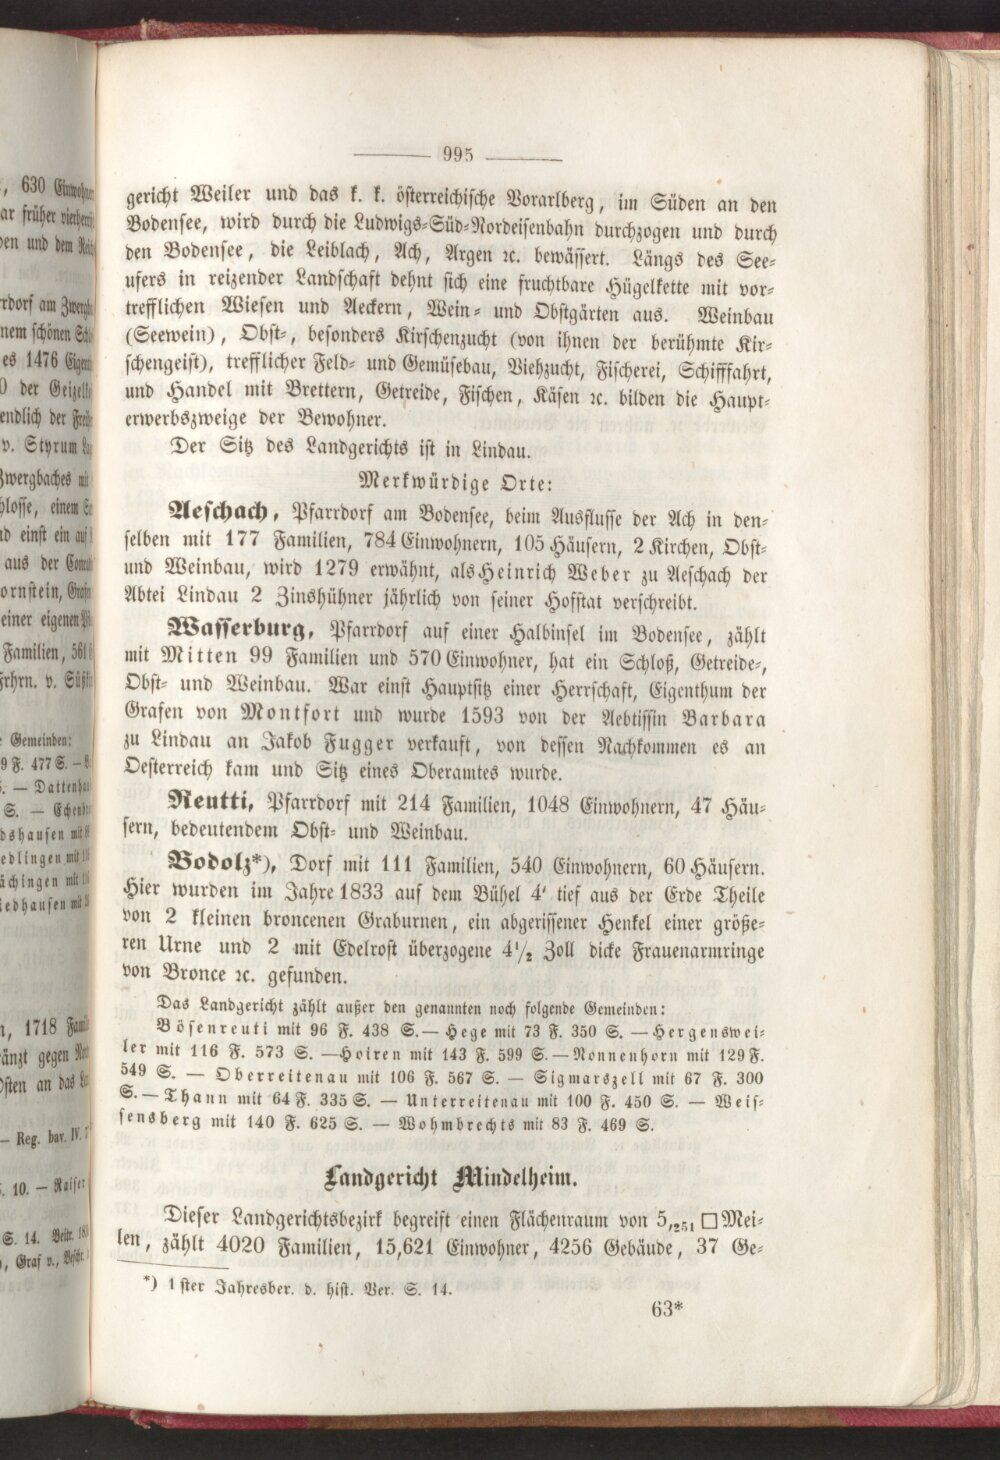 995
gericht Weiler und das k. k. österreichische Vorarlberg, im Süden an den
Bodensee, wird durch die Ludwigs-Süd-Nordeisenbahn durchzogen und durch
den Bodensee, die Leiblach, Ach, Argen ꝛc. bewässert. Längs des See-
ufers in reizender Landschaft dehnt sich eine fruchtbare Hügelkette mit vor-
trefflichen Wiesen und Aeckern, Wein- und Obstgärten aus. Weinbau
(Seewein), Obst-, besonders Kirschenzucht (von ihnen der berühmte Kir-
schengeist), trefflicher Feld- und Gemüsebau, Viehzucht, Fischerei, Schifffahrt,
und Handel mit Brettern, Getreide, Fischen, Käsen ꝛc. bilden die Haupt-
erwerbszweige der Bewohner.
Der Sitz des Landgerichts ist in Lindau.
Merkwürdige Orte:
Aeschach, Pfarrdorf am Bodensee, beim Ausflusse der Ach in den-
selben mit 177 Familien, 784 Einwohnern, 105 Häusern, 2 Kirchen, Obst-
und Weinbau, wird 1279 erwähnt, als Heinrich Weber zu Aeschach der
Abtei Lindau 2 Zinshühner jährlich von seiner Hofstat verschreibt.
Wasserburg, Pfarrdorf auf einer Halbinsel im Bodensee, zählt
mit Mitten 99 Familien und 570 Einwohner, hat ein Schloß, Getreide-,
Obst- und Weinbau. War einst Hauptsitz einer Herrschaft, Eigenthum der
Grafen von Montfort und wurde 1593 von der Aebtissin Barbara
zu Lindau an Jakob Fugger verkauft, von dessen Nachkommen es an
Oesterreich kam und Sitz eines Oberamtes wurde.
Reutti, Pfarrdorf mit 214 Familien, 1048 Einwohnern, 47 Häu-
sern, bedeutendem Obst- und Weinbau.
Bodolz*), Dorf mit 111 Familien, 540 Einwohnern, 60 Häusern.
Hier wurden im Jahre 1833 auf dem Bühel 4' tief aus der Erde Theile
von 2 kleinen broncenen Graburnen, ein abgerissener Henkel einer größe-
ren Urne und 2 mit Edelrost überzogene 4 1/2 Zoll dicke Frauenarmringe
von Bronce ꝛc. gefunden.
Das Landgericht zählt außer den genannten noch folgende Gemeinden:
Bösenreuti mit 96 F. 438 S. — Hege mit 73 F. 350 S. — Hergenswei-
ler mit 116 F. 573 S. — Hoiren mit 143 F. 599 S. — Nonnenhorn mit 129 F.
549 S. — Oberreitenau mit 106 F. 567 S. — Sigmarszell mit 67 F. 300
S. — Thann mit 64 F. 335 S. — Unterreitenau mit 100 F. 450 S. — Weis-
sensberg mit 140 F. 625 S. — Wohmbrechts mit 83 F. 469 S.
Landgericht Mindelheim.
Dieser Landgerichtsbezirk begreift einen Flächenraum von 5,251 □ Mei-
len, zählt 4020 Familien, 15,621 Einwohner, 4256 Gebäude, 37 Ge-
*) 1ster Jahresber. d. hist. Ver. S. 14.
63*